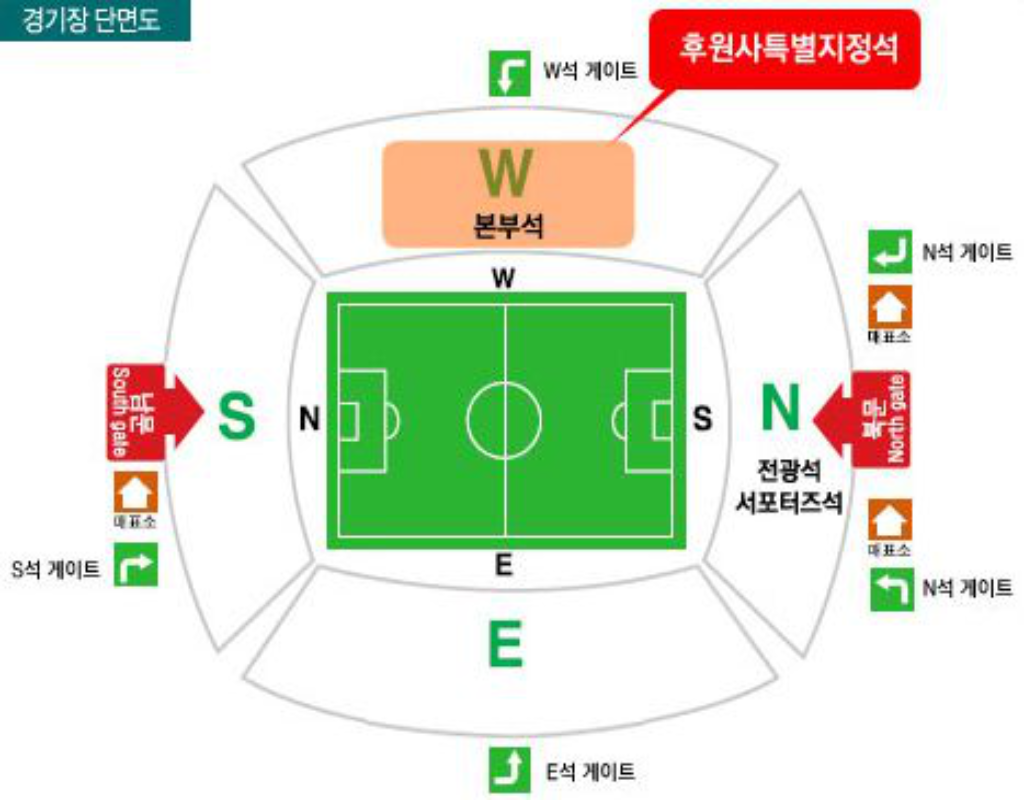 경기장 단면도
후원사특별지정석
W석 게이트
W
본부석
W
N석 게이트
매표소
남문
South gate
S
N
S
N
북문
North gate
전광석
서포터즈석
매표소
매표소
S석 게이트
N석 게이트
E
E
E석 게이트